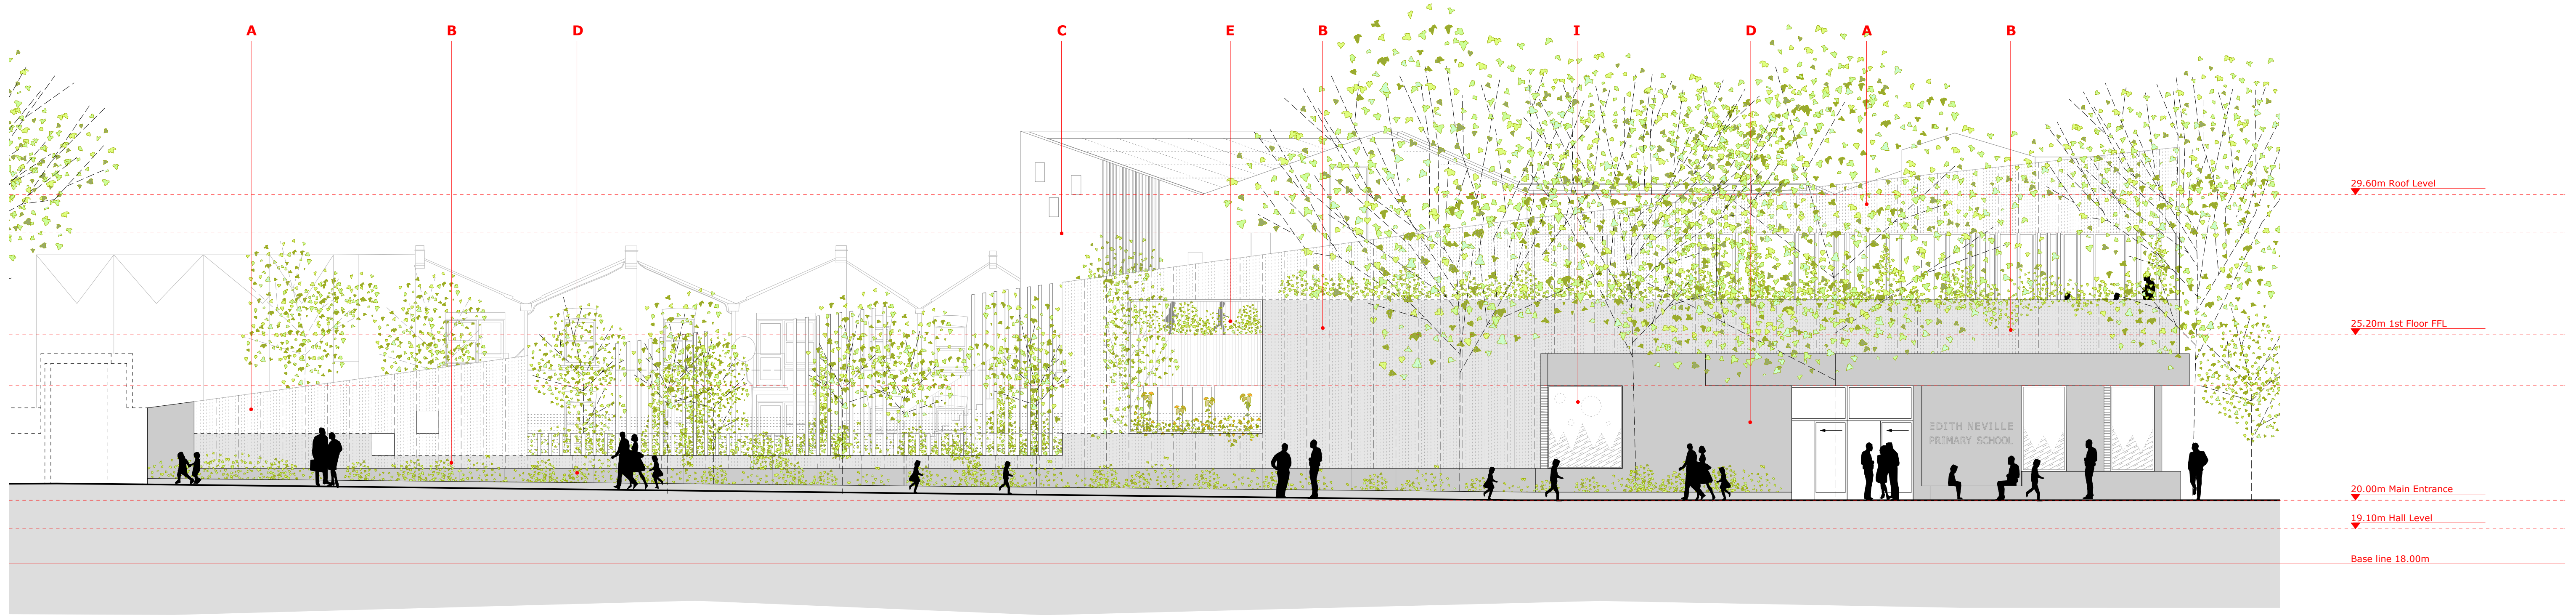 A B D C E B I D A B
29.60m Roof Level
25.20m 1st Floor FFL
EDITH NEVILLE
PRIMARY SCHOOL
20.00m Main Entrance
19.10m Hall Level
Base line 18.00m